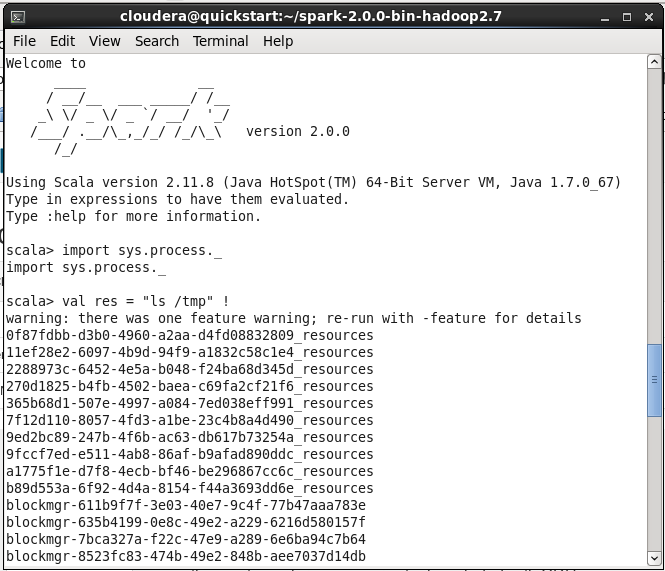 cloudera@quickstart:~/spark-2.0.0-bin-hadoop2.7
File Edit View Search Terminal Help
Welcome to
      ____              __
     / __/__  ___ _____/ /__
    _\ \/ _ \/ _ `/ __/  '_/
   /___/ .__/\_,_/_/ /_/\_\   version 2.0.0
      /_/
Using Scala version 2.11.8 (Java HotSpot(TM) 64-Bit Server VM, Java 1.7.0_67)
Type in expressions to have them evaluated.
Type :help for more information.
scala> import sys.process._
import sys.process._
scala> val res = "ls /tmp" !
warning: there was one feature warning; re-run with -feature for details
0f87fdbb-d3b0-4960-a2aa-d4fd08832809_resources
11ef28e2-6097-4b9d-94f9-a1832c58c1e4_resources
2288973c-6452-4e5a-b048-f24ba68d345d_resources
270d1825-b4fb-4502-baea-c69fa2cf21f6_resources
365b68d1-507e-4997-a084-7ed038eff991_resources
7f12d110-8057-4fd3-a1be-23c4b8a4d490_resources
9ed2bc89-247b-4f6b-ac63-db617b73254a_resources
9fccf7ed-e511-4ab8-86af-b9afad890ddc_resources
a1775f1e-d7f8-4ecb-bf46-be296867cc6c_resources
b89d553a-6f92-4d4a-8154-f44a3693dd6e_resources
blockmgr-611b9f7f-3e03-40e7-9c4f-77b47aaa783e
blockmgr-635b4199-0e8c-49e2-a229-6216d580157f
blockmgr-7bca327a-f22c-47e9-a289-6e6ba94c7b64
blockmgr-8523fc83-474b-49e2-848b-aee7037d14db